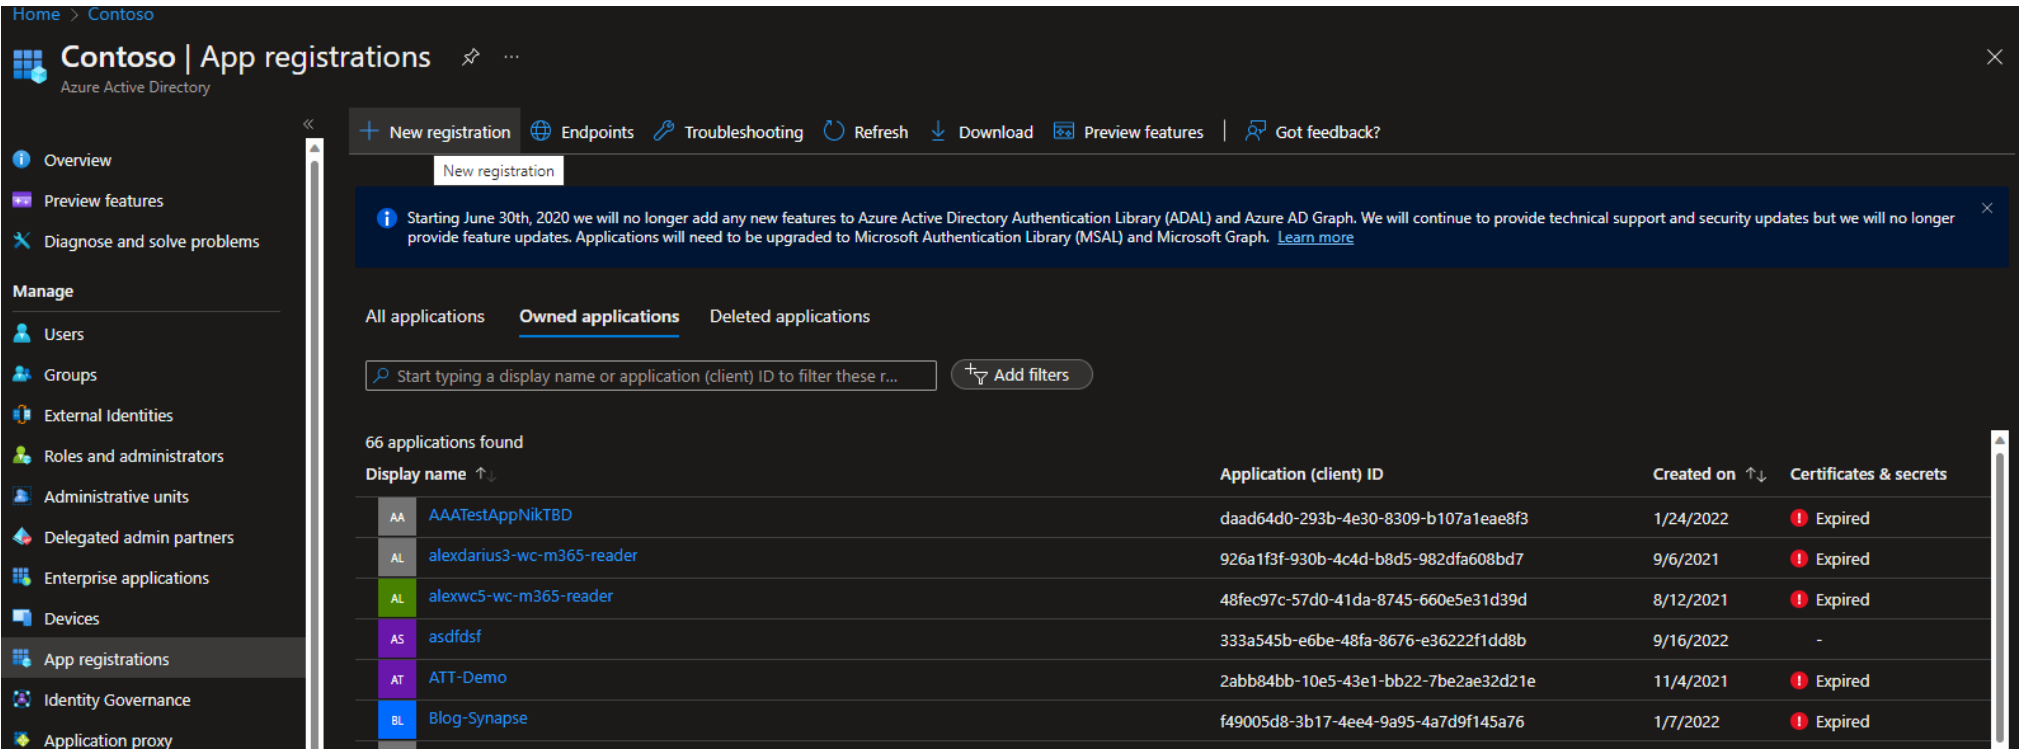 Home > Contoso
Contoso | App registrations
Azure Active Directory
Overview
Preview features
Diagnose and solve problems
Manage
Users
Groups
External Identities
Roles and administrators
Administrative units
Delegated admin partners
Enterprise applications
Devices
App registrations
Identity Governance
Application proxy
New registration Endpoints Troubleshooting Refresh Download Preview features Got feedback?
New registration
Starting June 30th, 2020 we will no longer add any new features to Azure Active Directory Authentication Library (ADAL) and Azure AD Graph. We will continue to provide technical support and security updates but we will no longer
provide feature updates. Applications will need to be upgraded to Microsoft Authentication Library (MSAL) and Microsoft Graph. Learn more
All applications Owned applications Deleted applications
Start typing a display name or application (client) ID to filter these r... Add filters
66 applications found
Display name Application (client) ID Created on Certificates & secrets
AA AAATestAppNikTBD daad64d0-293b-4e30-8309-b107a1eae8f3 1/24/2022 Expired
AL alexdarius3-wc-m365-reader 926a1f3f-930b-4c4d-b8d5-982dfa608bd7 9/6/2021 Expired
AL alexwc5-wc-m365-reader 48fec97c-57d0-41da-8745-660e5e31d39d 8/12/2021 Expired
AS asdfdsf 333a545b-e6be-48fa-8676-e36222f1dd8b 9/16/2022 -
AT ATT-Demo 2abb84bb-10e5-43e1-bb22-7be2ae32d21e 11/4/2021 Expired
BL Blog-Synapse f49005d8-3b17-4ee4-9a95-4a7d9f145a76 1/7/2022 Expired